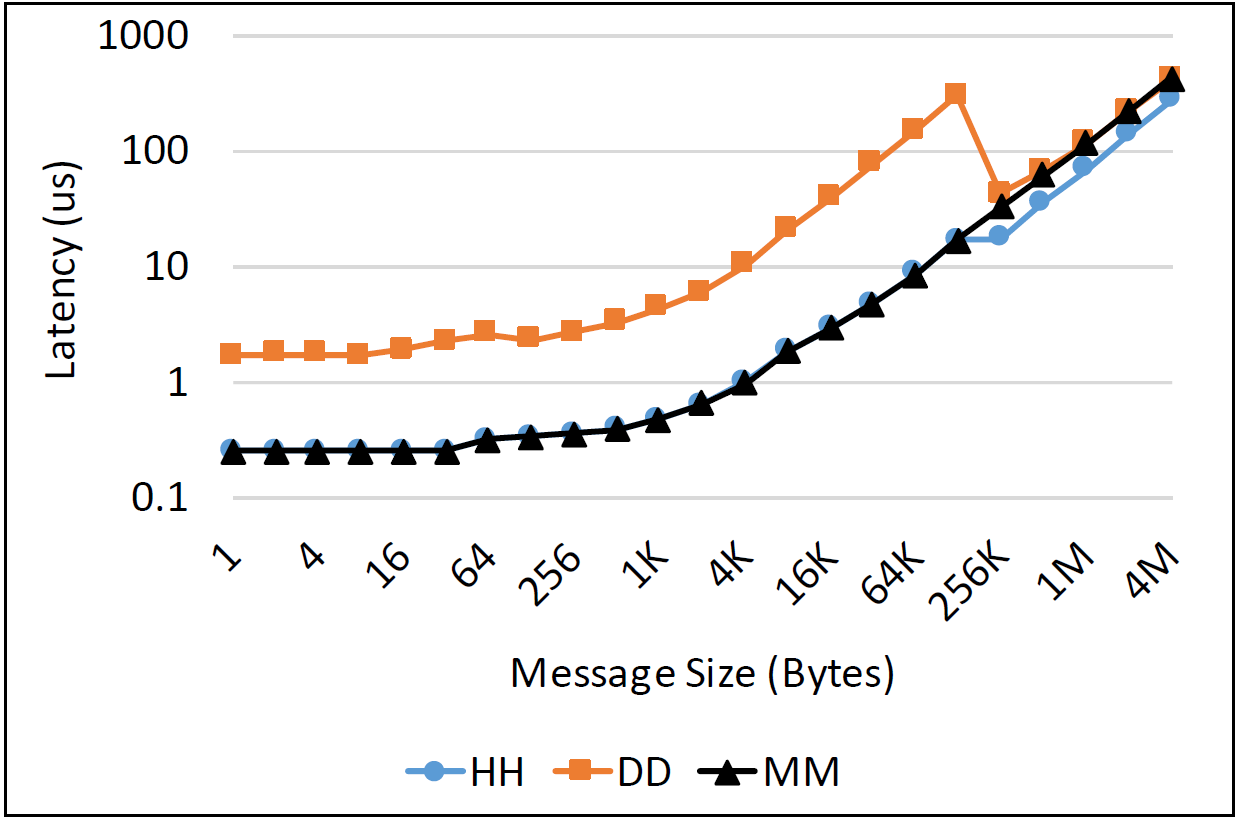 1000
100
10
1
0.1
Latency (us)
1 4 16 64 256 1K 4K 16K 64K 256K 1M 4M
Message Size (Bytes)
HH DD MM